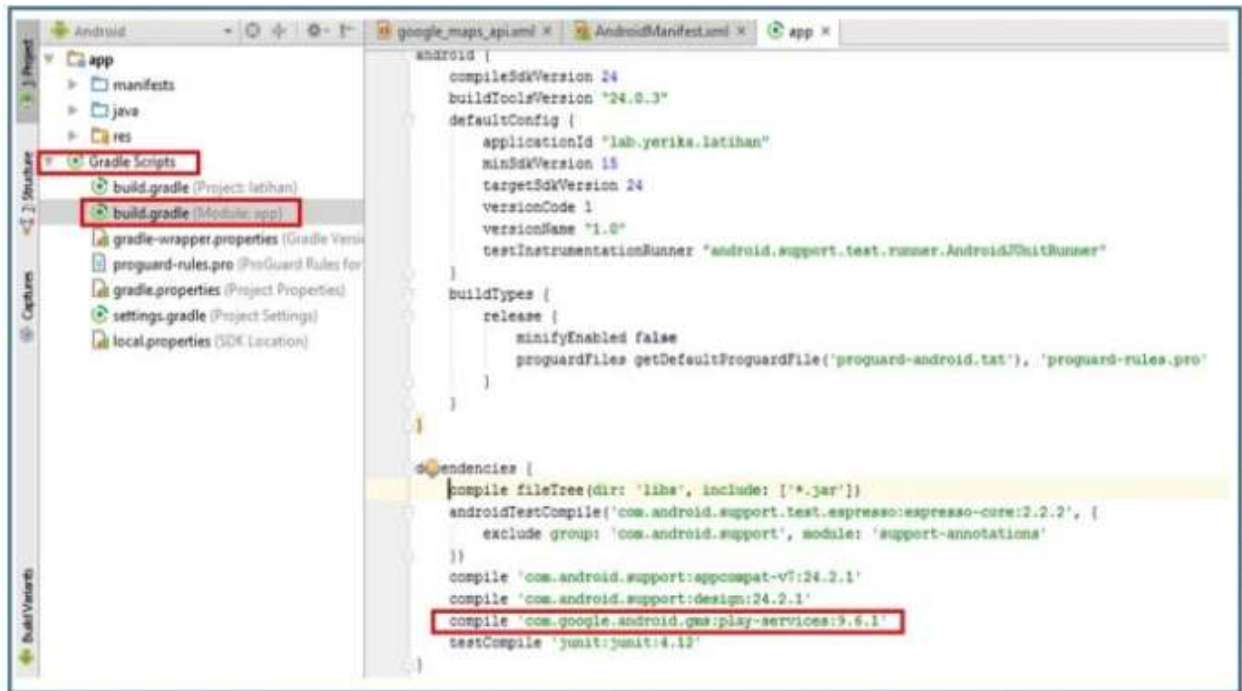 Android
google_maps_api.xml × AndroidManifest.xml × app ×
1: Project
app
manifests
java
res
Gradle Scripts
build.gradle (Project: latihan)
build.gradle (Module: app)
gradle-wrapper.properties (Gradle Versi
proguard-rules.pro (ProGuard Rules for
gradle.properties (Project Properties)
settings.gradle (Project Settings)
local.properties (SDK Location)
2: Structure
Captures
Build Variants
android {
compileSdkVersion 24
buildToolsVersion "24.0.3"
defaultConfig {
applicationId "lab.yerika.latihan"
minSdkVersion 15
targetSdkVersion 24
versionCode 1
versionName "1.0"
testInstrumentationRunner "android.support.test.runner.AndroidJUnitRunner"
}
buildTypes {
release {
minifyEnabled false
proguardFiles getDefaultProguardFile('proguard-android.txt'), 'proguard-rules.pro'
}
}
}
dependencies {
compile fileTree(dir: 'libs', include: ['*.jar'])
androidTestCompile('com.android.support.test.espresso:espresso-core:2.2.2', {
exclude group: 'com.android.support', module: 'support-annotations'
})
compile 'com.android.support:appcompat-v7:24.2.1'
compile 'com.android.support:design:24.2.1'
compile 'com.google.android.gms:play-services:9.6.1'
testCompile 'junit:junit:4.12'
}